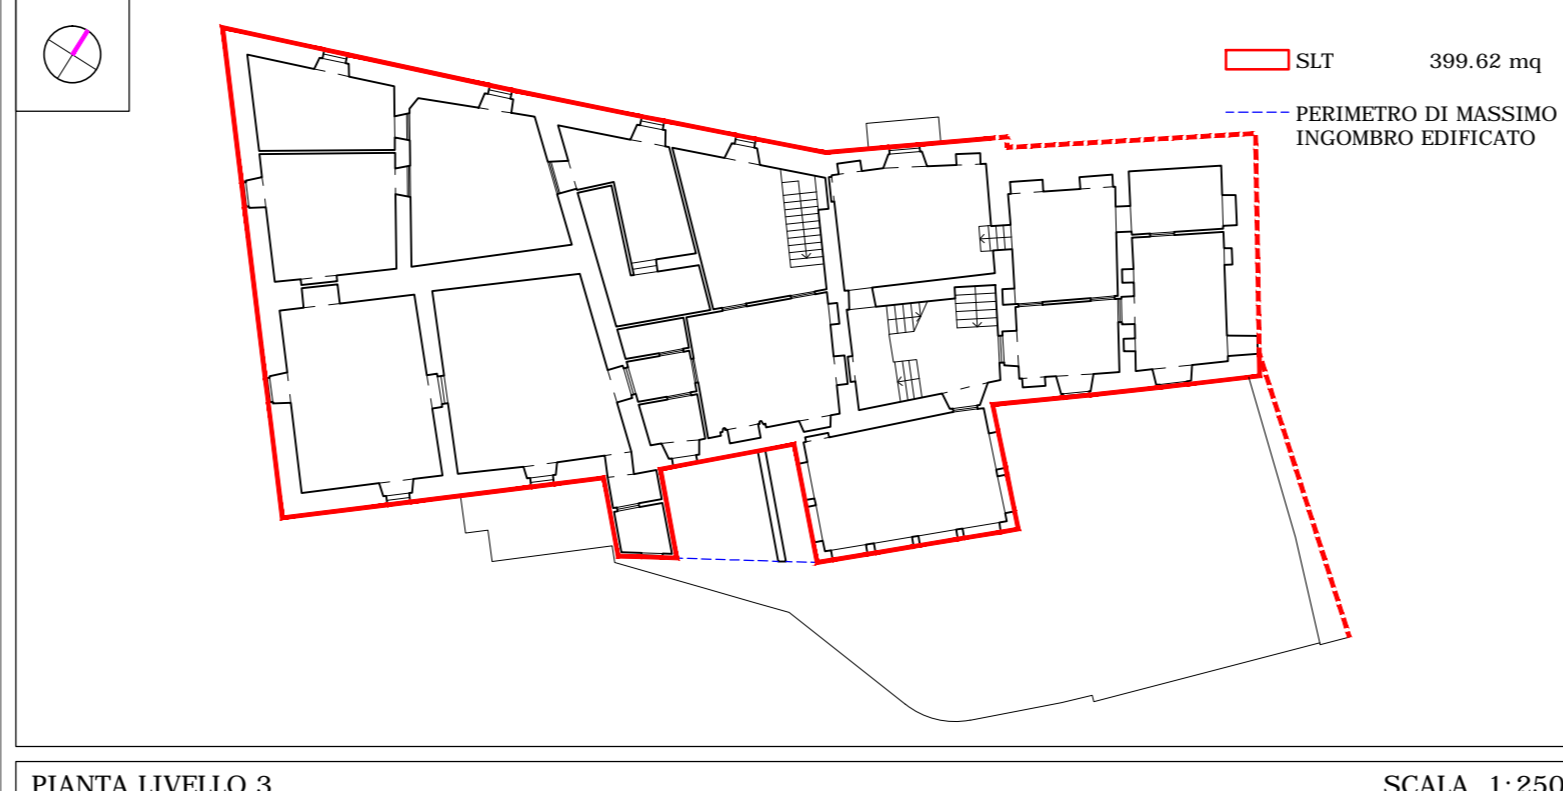 SLT 399.62 mq
PERIMETRO DI MASSIMO
INGOMBRO EDIFICATO
PIANTA LIVELLO 3
SCALA 1:250